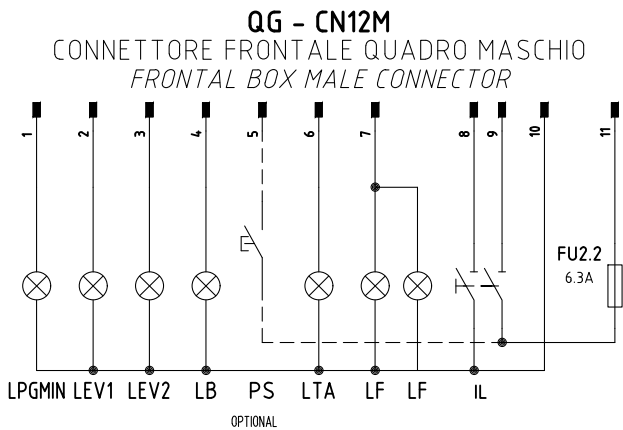 QG - CN12M
CONNETTORE FRONTALE QUADRO MASCHIO
FRONTAL BOX MALE CONNECTOR
1 2 3 4 5 6 7 8 9 10 11
FU2.2
6.3A
LPGMIN LEV1 LEV2 LB PS LTA LF LF IL
OPTIONAL